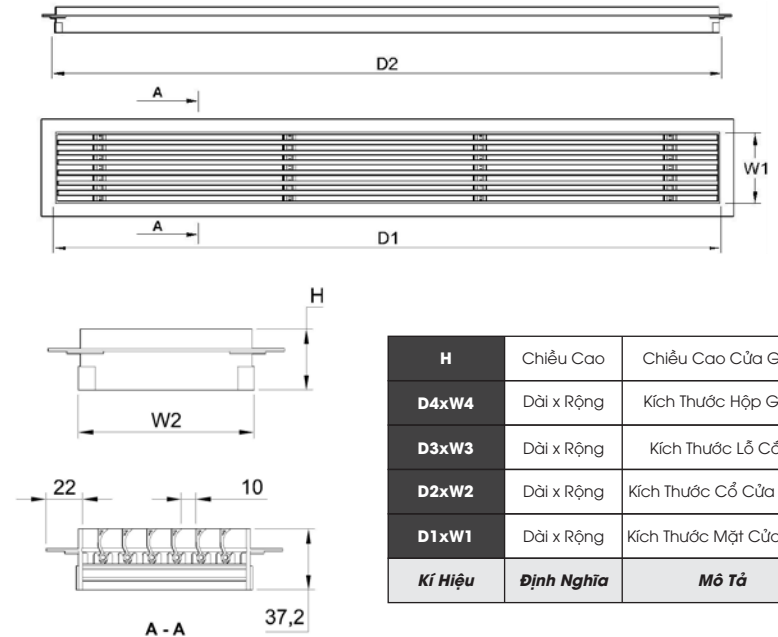 D2
A
W1
A
D1
H
W2
22
10
37,2
A - A
H Chiều Cao Chiều Cao Cửa G
D4xW4 Dài x Rộng Kích Thước Hộp G
D3xW3 Dài x Rộng Kích Thước Lỗ Cắ
D2xW2 Dài x Rộng Kích Thước Cổ Cửa
D1xW1 Dài x Rộng Kích Thước Mặt Cửa
Kí Hiệu Định Nghĩa Mô Tả